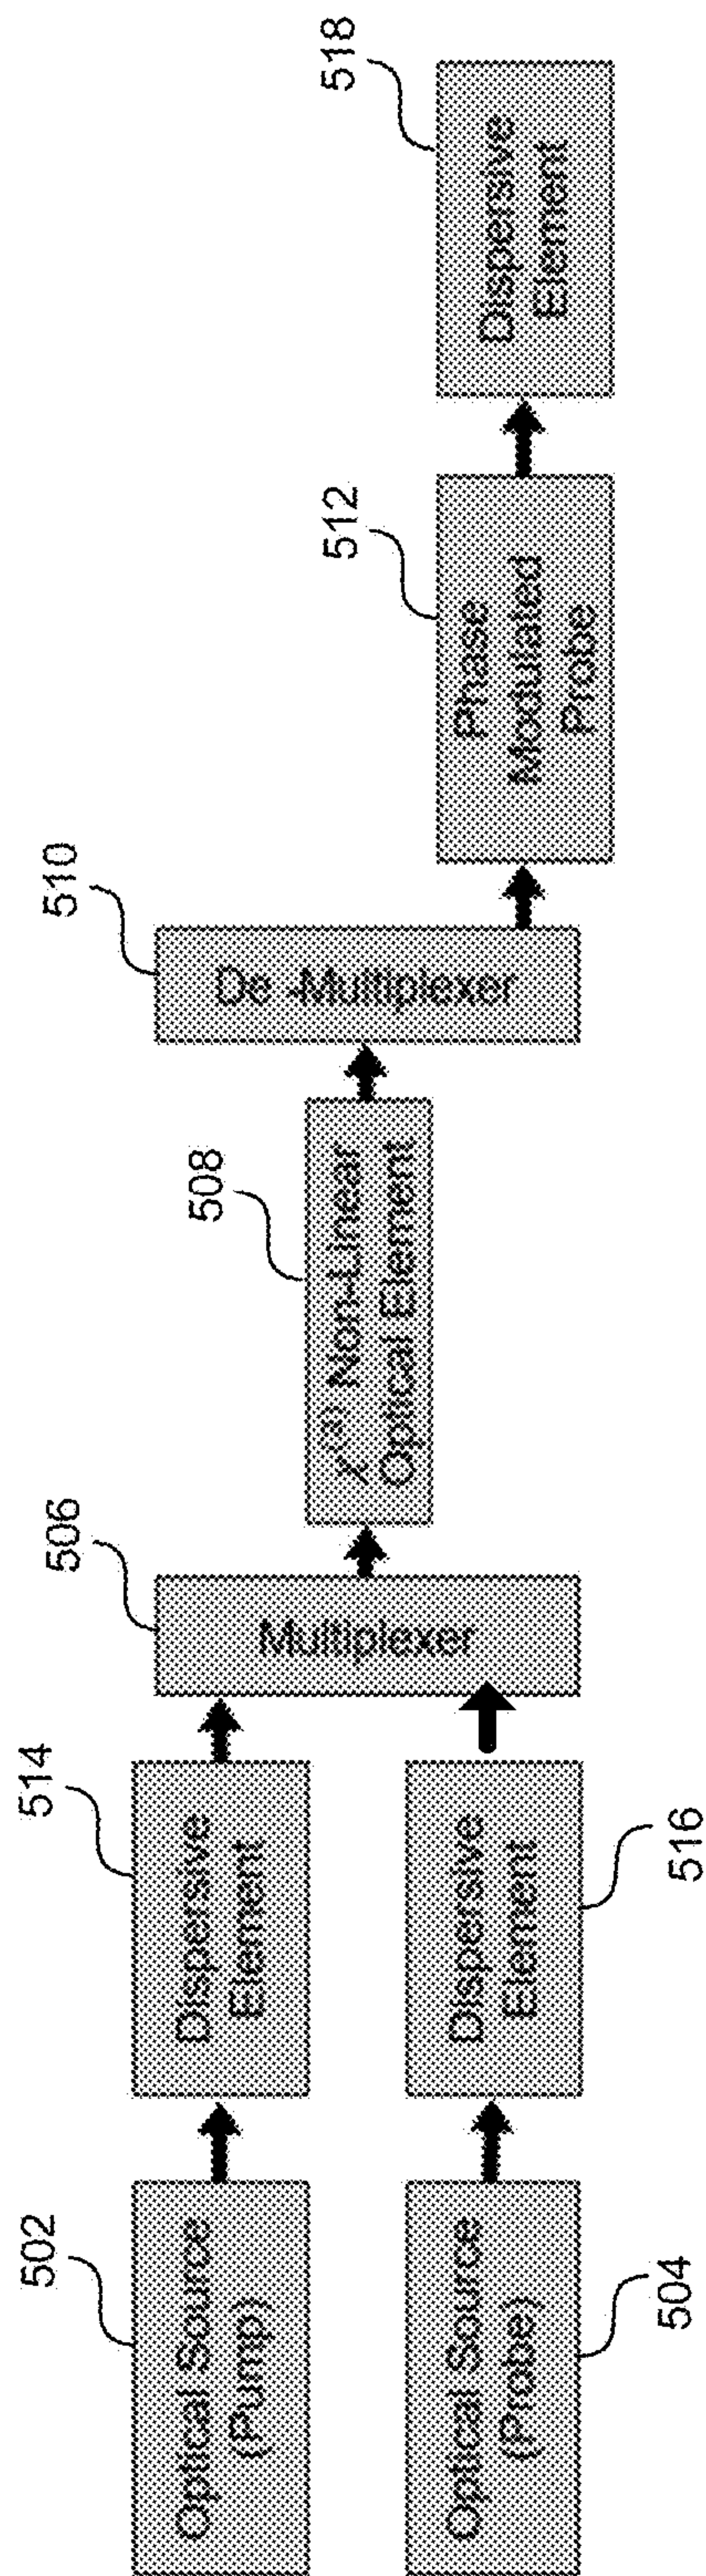 502
Optical Source
(Pump)
514
Dispersive
Element
504
Optical Source
(Probe)
516
Dispersive
Element
506
Multiplexer
508
χ⁽³⁾ Non-Linear
Optical Element
510
De -Multiplexer
512
Phase
Modulated
Probe
518
Dispersive
Element